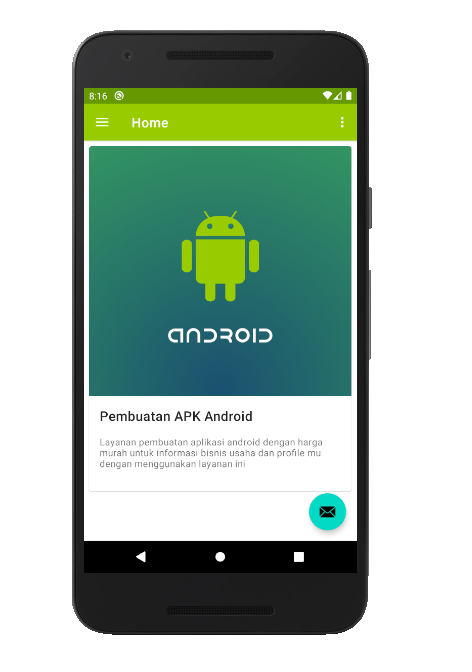 8:16
Home
ANDROID
Pembuatan APK Android
Layanan pembuatan aplikasi android dengan harga
murah untuk informasi bisnis usaha dan profile mu
dengan menggunakan layanan ini